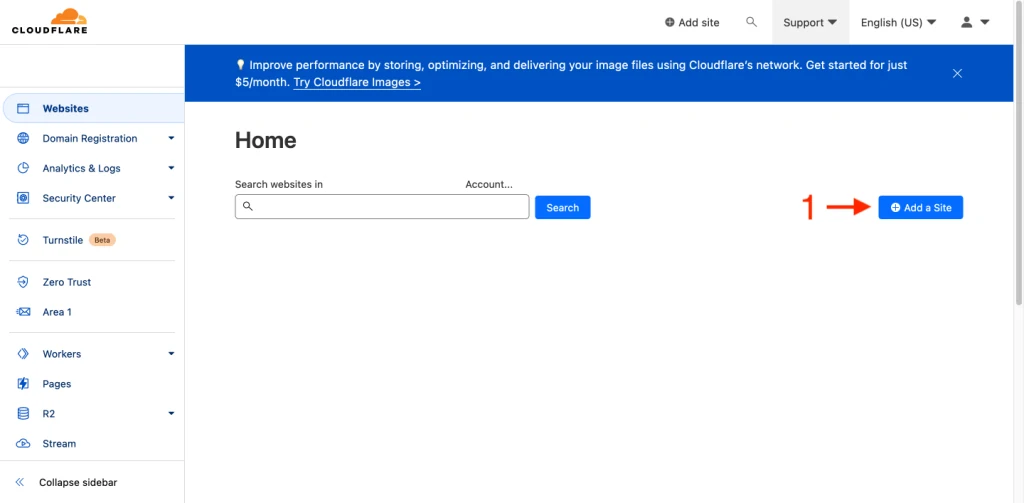 CLOUDFLARE
Add site
Support
English (US)
Improve performance by storing, optimizing, and delivering your image files using Cloudflare's network. Get started for just
$5/month. Try Cloudflare Images >
Websites
Domain Registration
Analytics & Logs
Security Center
Turnstile Beta
Zero Trust
Area 1
Workers
Pages
R2
Stream
Collapse sidebar
Home
Search websites in Account...
Search
1
Add a Site